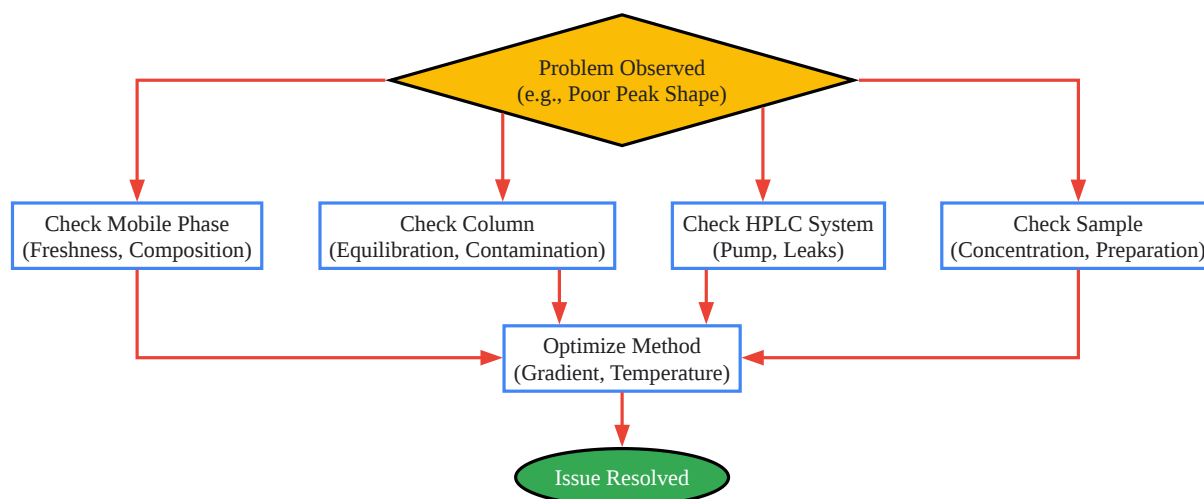 Problem Observed
(e.g., Poor Peak Shape)
Check Mobile Phase
(Freshness, Composition)
Check Column
(Equilibration, Contamination)
Check HPLC System
(Pump, Leaks)
Check Sample
(Concentration, Preparation)
Optimize Method
(Gradient, Temperature)
Issue Resolved